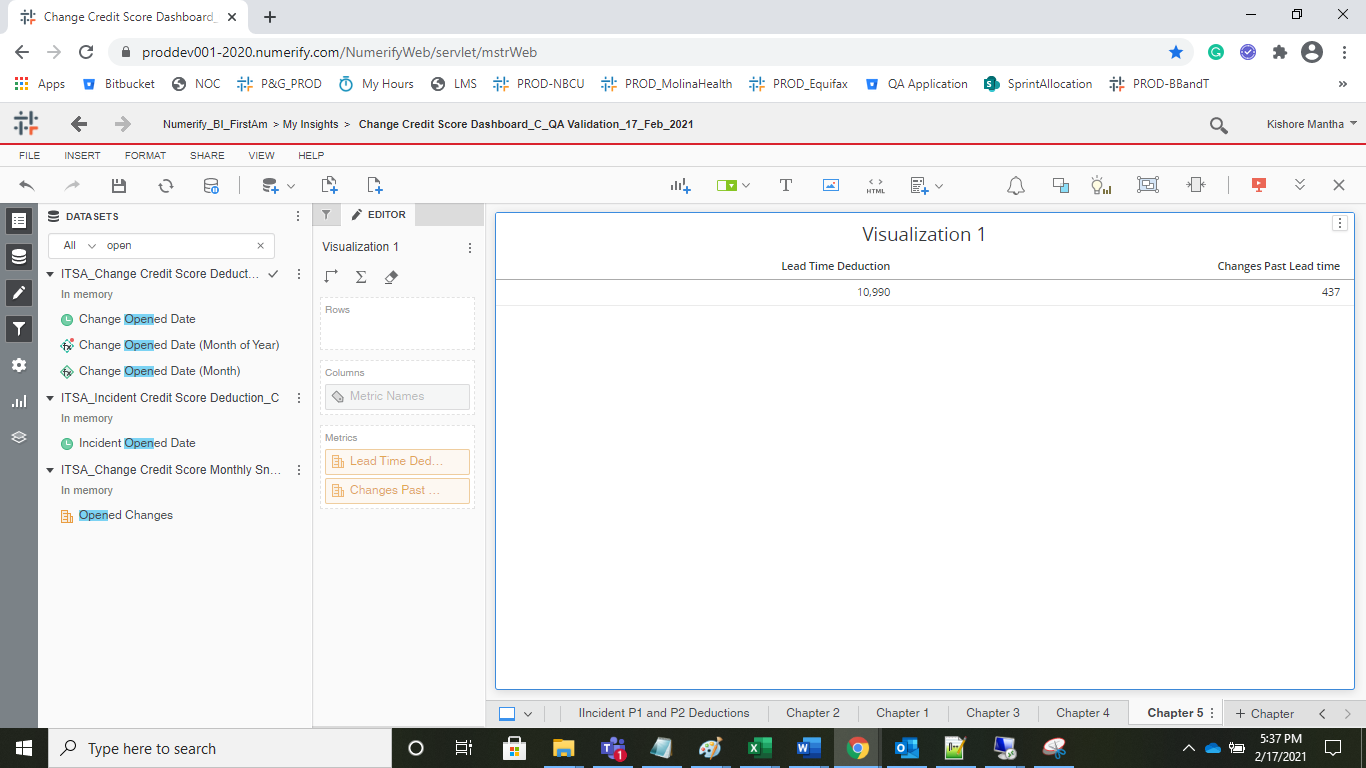 Change Credit Score Dashboard_
proddev001-2020.numerify.com/NumerifyWeb/servlet/mstrWeb
Apps Bitbucket NOC P&G_PROD My Hours LMS PROD-NBCU PROD_MolinaHealth PROD_Equifax QA Application SprintAllocation PROD-BBandT »
Numerify_BI_FirstAm > My Insights > Change Credit Score Dashboard_C_QA Validation_17_Feb_2021 Kishore Mantha
FILE INSERT FORMAT SHARE VIEW HELP
T HTML
DATASETS
All open
ITSA_Change Credit Score Deduct...
In memory
Change Opened Date
Change Opened Date (Month of Year)
Change Opened Date (Month)
ITSA_Incident Credit Score Deduction_C
In memory
Incident Opened Date
ITSA_Change Credit Score Monthly Sn...
In memory
Opened Changes
EDITOR
Visualization 1
Rows
Columns
Metric Names
Metrics
Lead Time Ded...
Changes Past ...
Visualization 1
Lead Time Deduction Changes Past Lead time
10,990 437
IIncident P1 and P2 Deductions Chapter 2 Chapter 1 Chapter 3 Chapter 4 Chapter 5 + Chapter
Type here to search
1
5:37 PM
2/17/2021